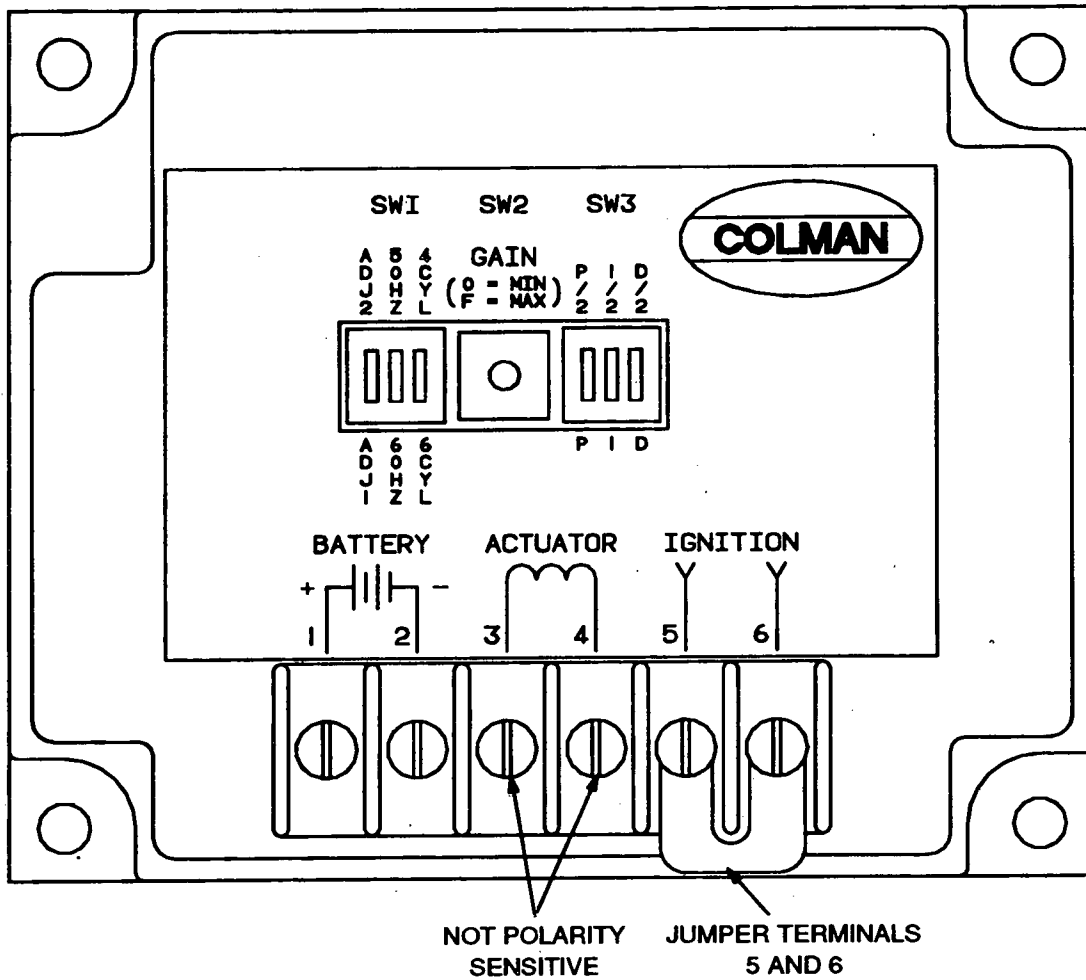 SW1 SW2 SW3
COLMAN
ADJ2 50HZ 4CYL
GAIN
(0 = MIN
F = MAX)
P/2 I/2 D/2
ADJ1 60HZ 6CYL
P I D
BATTERY ACTUATOR IGNITION
+ -
1 2 3 4 5 6
NOT POLARITY
SENSITIVE
JUMPER TERMINALS
5 AND 6